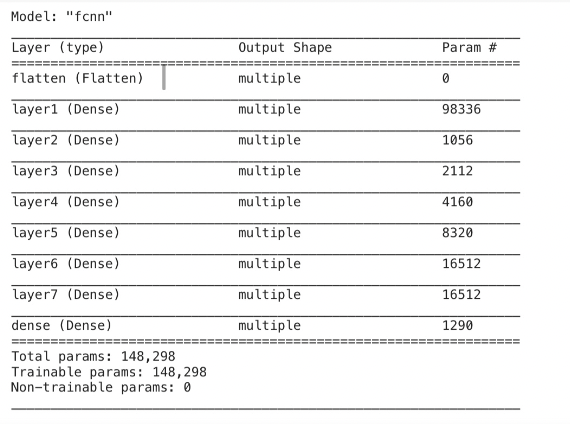 Model: "fcnn"
Layer (type) Output Shape Param #
flatten (Flatten) multiple 0
layer1 (Dense) multiple 98336
layer2 (Dense) multiple 1056
layer3 (Dense) multiple 2112
layer4 (Dense) multiple 4160
layer5 (Dense) multiple 8320
layer6 (Dense) multiple 16512
layer7 (Dense) multiple 16512
dense (Dense) multiple 1290
Total params: 148,298
Trainable params: 148,298
Non-trainable params: 0